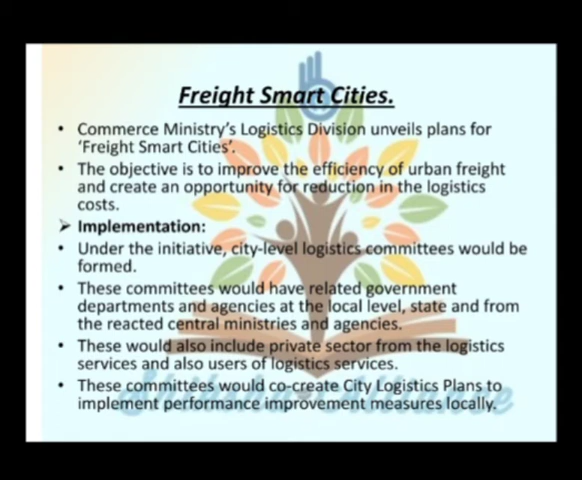 Freight Smart Cities.
• Commerce Ministry's Logistics Division unveils plans for
'Freight Smart Cities'.
• The objective is to improve the efficiency of urban freight
and create an opportunity for reduction in the logistics
costs.
➢ Implementation:
• Under the initiative, city-level logistics committees would be
formed.
• These committees would have related government
departments and agencies at the local level, state and from
the reacted central ministries and agencies.
• These would also include private sector from the logistics
services and also users of logistics services.
• These committees would co-create City Logistics Plans to
implement performance improvement measures locally.